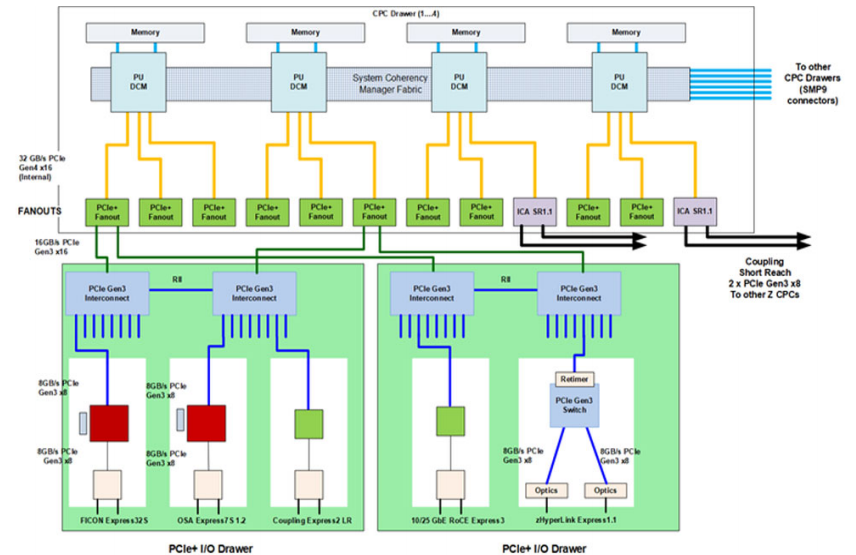 CPC Drawer (1....4)
Memory
Memory
Memory
Memory
PU
DCM
PU
DCM
System Coherency
Manager Fabric
PU
DCM
PU
DCM
To other
CPC Drawers
(SMP9
connectors)
32 GB/s PCIe
Gen4 x16
(Internal)
FANOUTS
PCIe+
Fanout
PCIe+
Fanout
PCIe+
Fanout
PCIe+
Fanout
PCIe+
Fanout
PCIe+
Fanout
PCIe+
Fanout
PCIe+
Fanout
ICA SR1.1
PCIe+
Fanout
PCIe+
Fanout
ICA SR1.1
16GB/s PCIe
Gen3 x16
Coupling
Short Reach
2 x PCIe Gen3 x8
To other Z CPCs
PCIe Gen3
Interconnect
RII
PCIe Gen3
Interconnect
PCIe Gen3
Interconnect
RII
PCIe Gen3
Interconnect
8GB/s PCIe
Gen3 x8
8GB/s PCIe
Gen3 x8
Retimer
PCIe Gen3
Switch
8GB/s PCIe
Gen3 x8
8GB/s PCIe
Gen3 x8
8GB/s PCIe
Gen3 x8
8GB/s PCIe
Gen3 x8
Optics
Optics
FICON Express32S
OSA Express7S 1.2
Coupling Express2 LR
10/25 GbE RoCE Express3
zHyperLink Express1.1
PCIe+ I/O Drawer
PCIe+ I/O Drawer